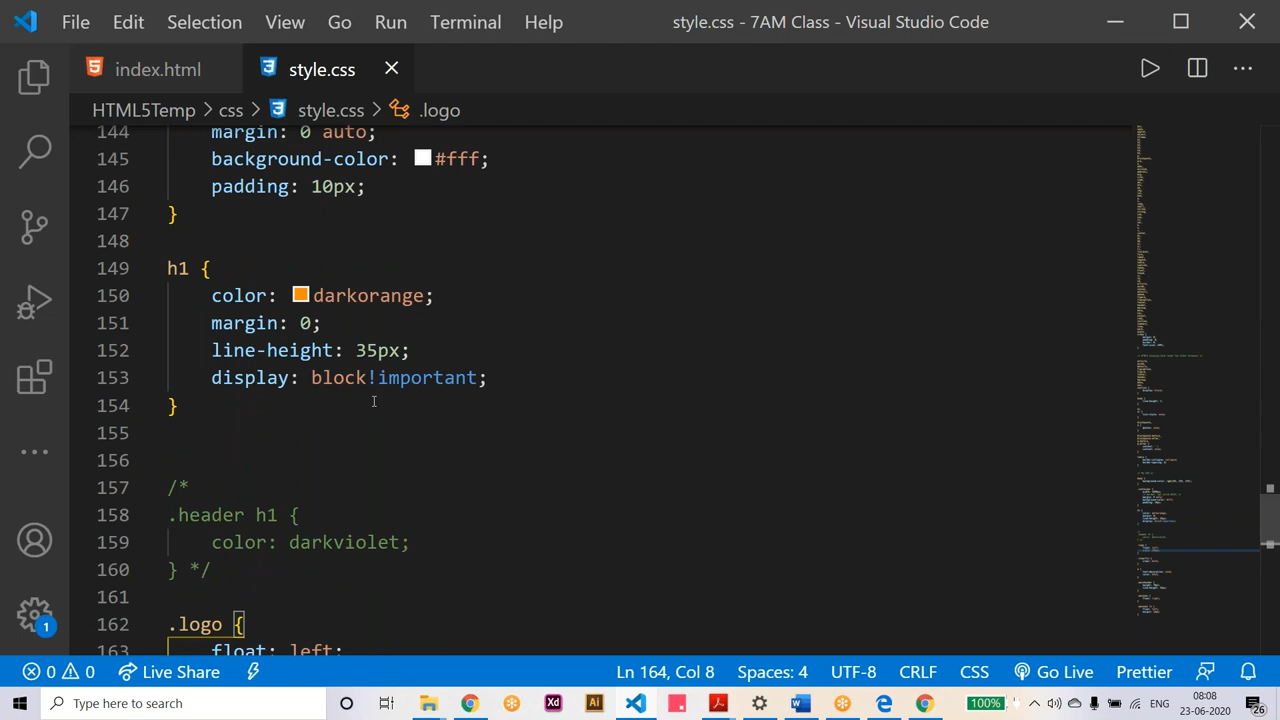 File Edit Selection View Go Run Terminal Help style.css - 7AM Class - Visual Studio Code
index.html style.css
HTML5Temp > css > style.css > .logo
144 margin: 0 auto;
145 background-color: #fff;
146 padding: 10px;
147 }
148
149 h1 {
150 color: darkorange;
151 margin: 0;
152 line-height: 35px;
153 display: block!important;
154 }
155
156
157 /*
158 .header h1 {
159 color: darkviolet;
160 } */
161
162 .logo {
163 float: left;
1
0 0 Live Share Ln 164, Col 8 Spaces: 4 UTF-8 CRLF CSS Go Live Prettier
Type here to search Xd Ai 100% ENG 08:08
23-06-2020 26